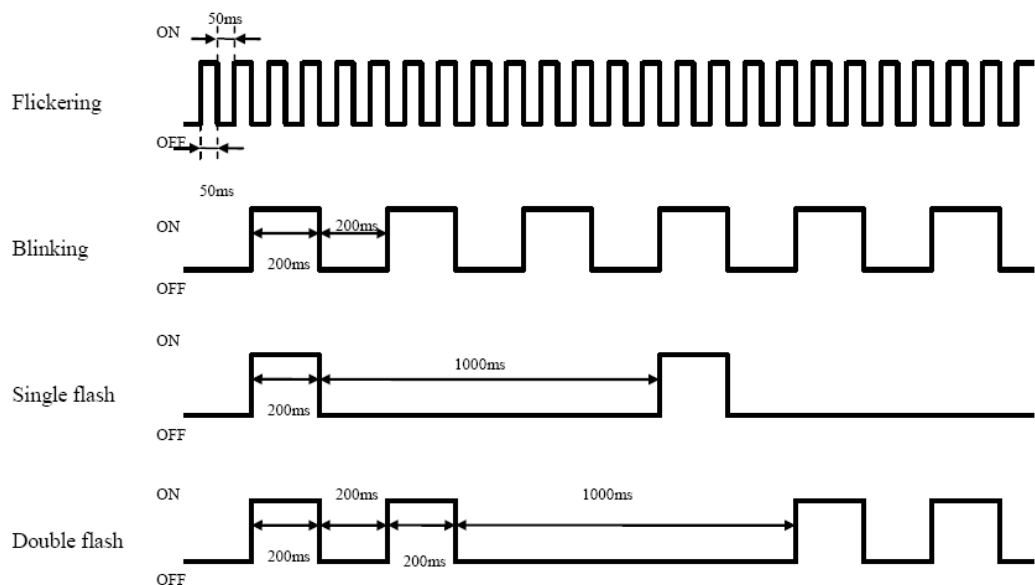 50ms
ON
Flickering
OFF
50ms
ON
200ms
Blinking
200ms
OFF
ON
1000ms
Single flash
200ms
OFF
ON
200ms
1000ms
Double flash
200ms
200ms
OFF